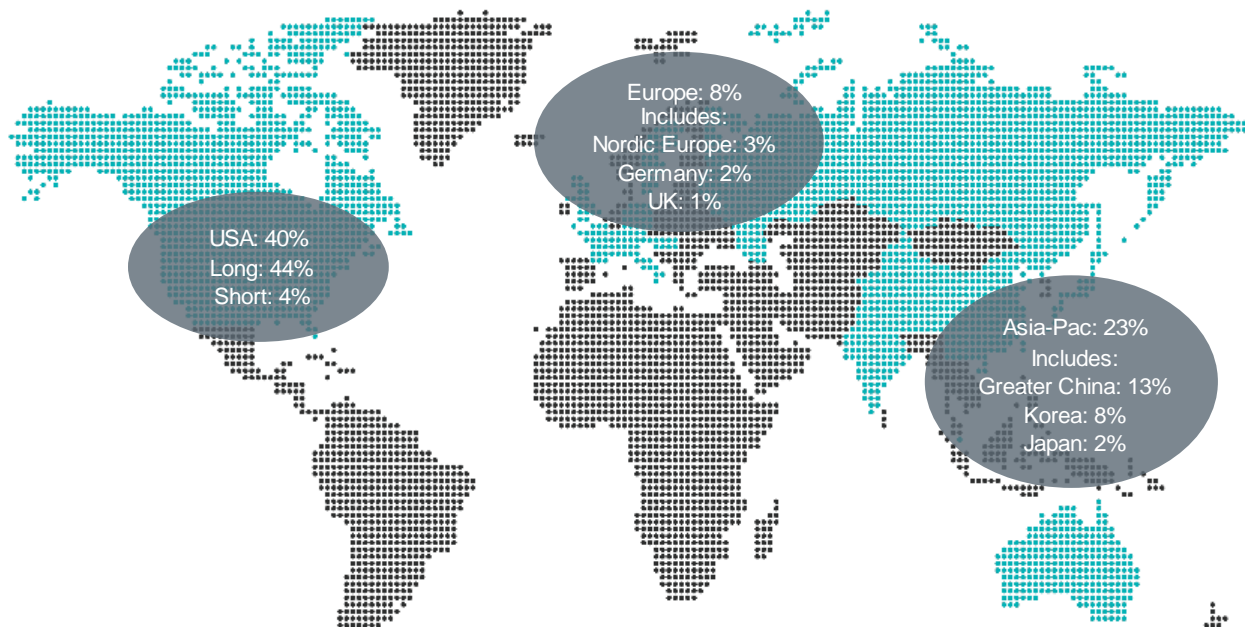 USA: 40%
Long: 44%
Short: 4%
Europe: 8%
Includes:
Nordic Europe: 3%
Germany: 2%
UK: 1%
Asia-Pac: 23%
Includes:
Greater China: 13%
Korea: 8%
Japan: 2%